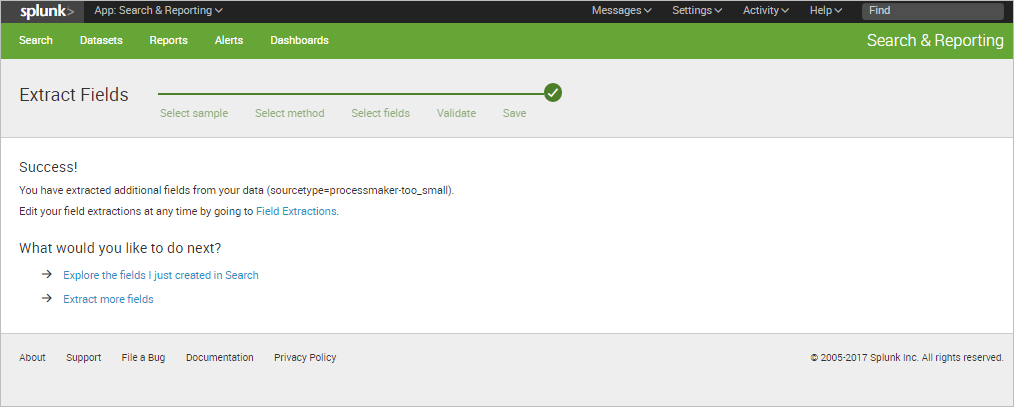 splunk> App: Search & Reporting Messages Settings Activity Help Find
Search Datasets Reports Alerts Dashboards Search & Reporting
Extract Fields
Select sample Select method Select fields Validate Save
Success!
You have extracted additional fields from your data (sourcetype=processmaker-too_small).
Edit your field extractions at any time by going to Field Extractions.
What would you like to do next?
Explore the fields I just created in Search
Extract more fields
About Support File a Bug Documentation Privacy Policy © 2005-2017 Splunk Inc. All rights reserved.